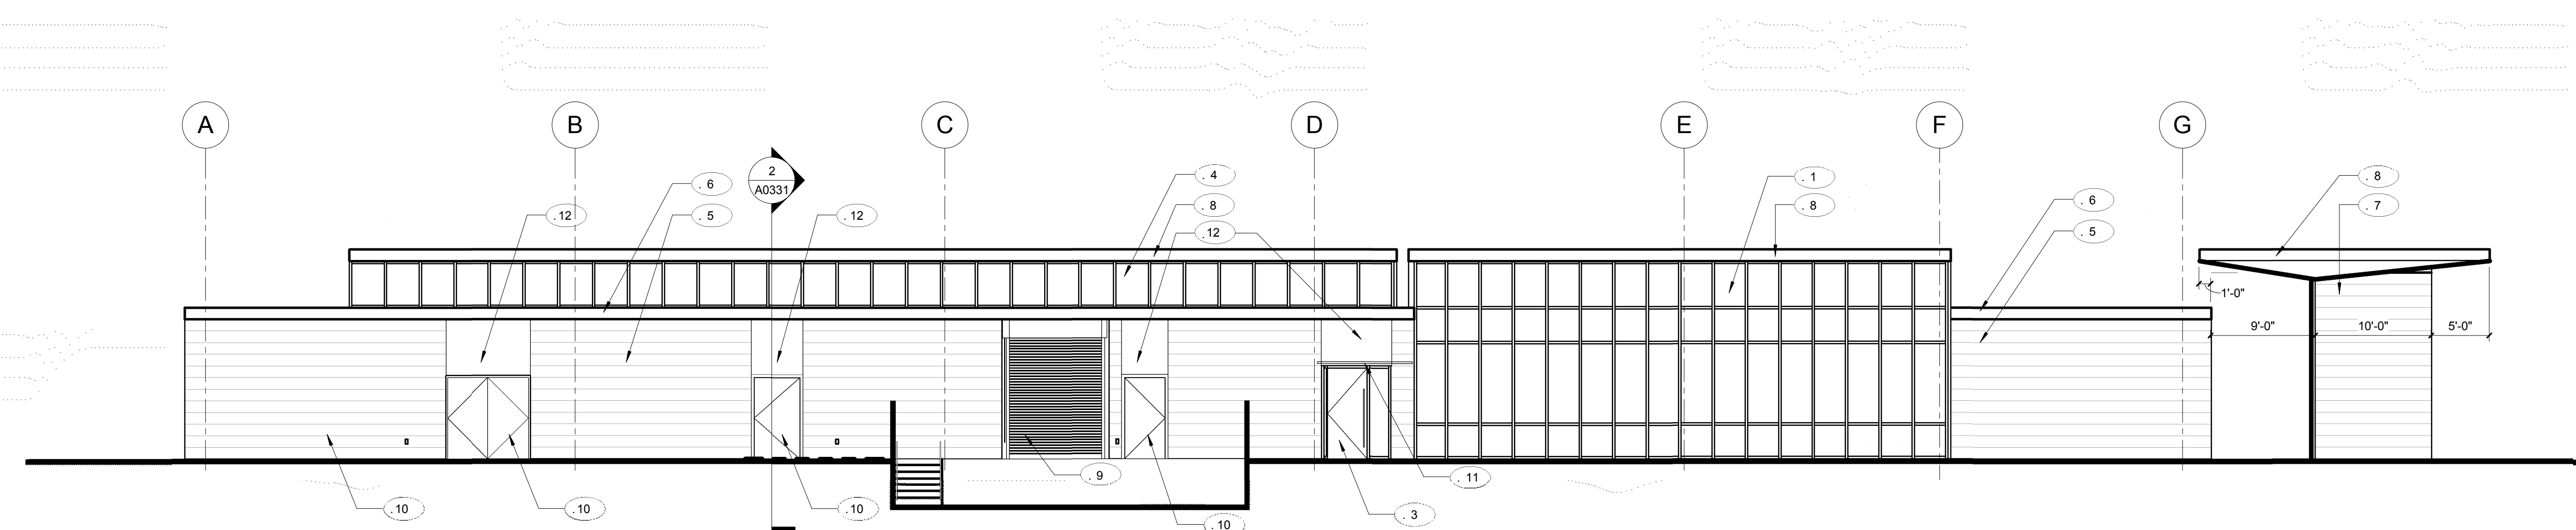 A B C D E F G
2
A0331
. 4 . 1 . 8
. 6 . 6
. 8 . 8 . 7
.12 . 5 .12
.12 . 5
1'-0"
9'-0" 10'-0" 5'-0"
. 9 . 11
.10 .10 .10 . 3
.10